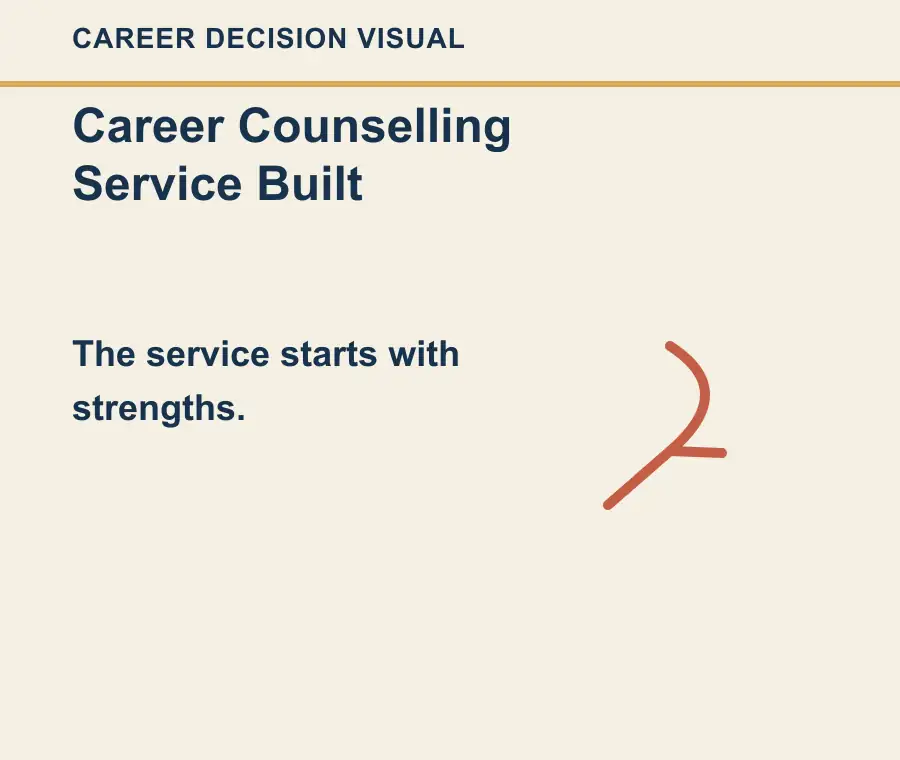 CAREER DECISION VISUAL
Career Counselling
Service Built
The service starts with
strengths.